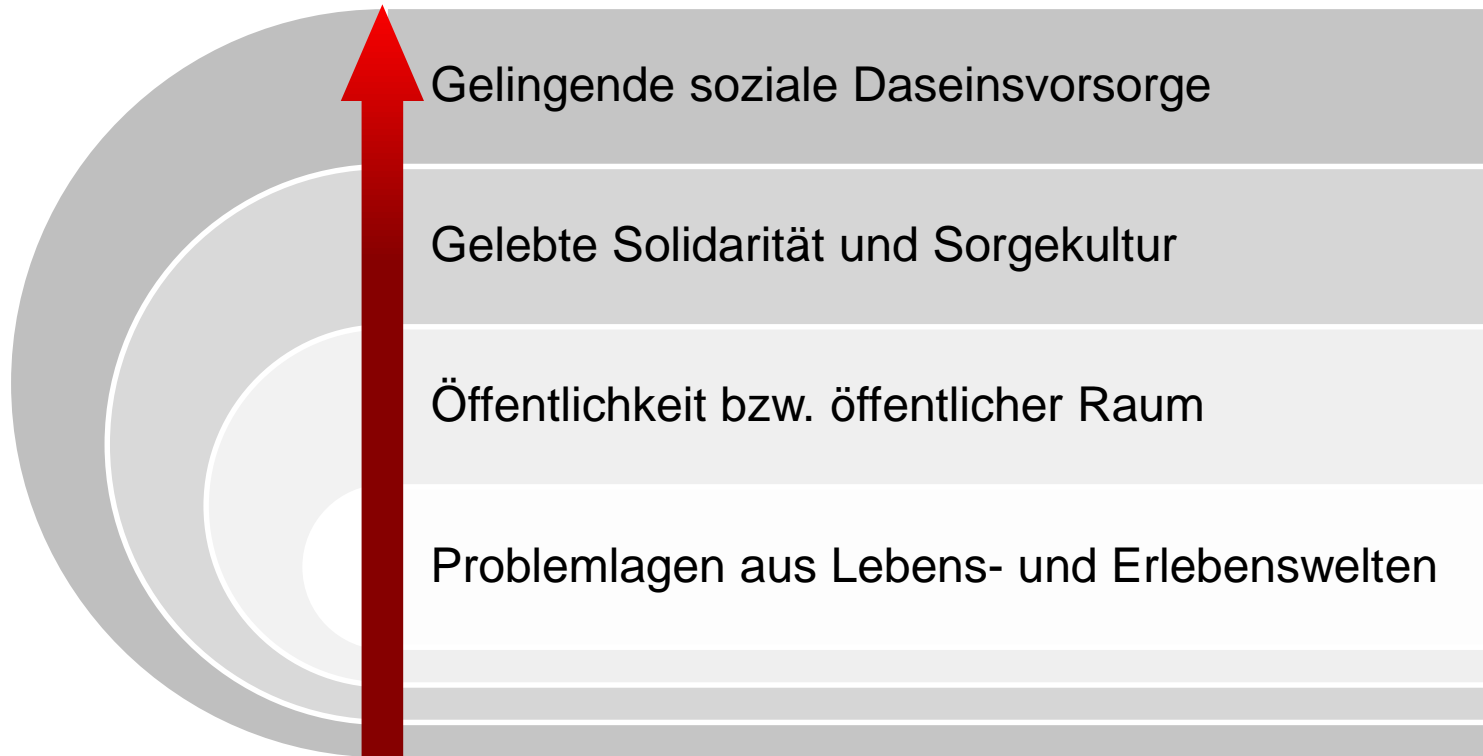 Gelingende soziale Daseinsvorsorge
Gelebte Solidarität und Sorgekultur
Öffentlichkeit bzw. öffentlicher Raum
Problemlagen aus Lebens- und Erlebenswelten